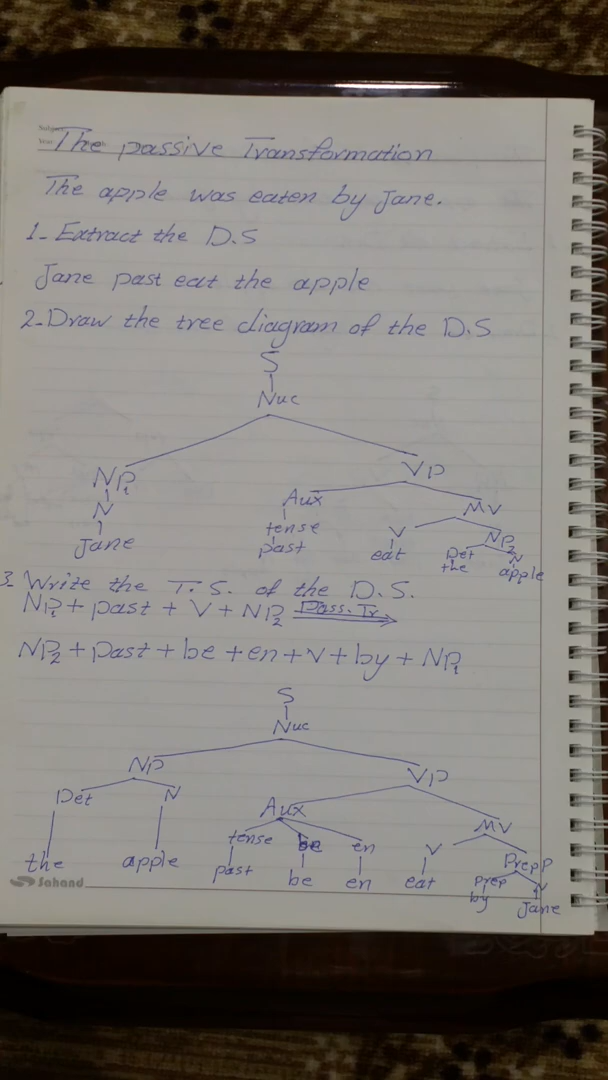 Subject
The passive Transformation
The apple was eaten by Jane.
1- Extract the D.S
Jane past eat the apple
2-Draw the tree diagram of the D.S
S
Nuc
NP1 VP
N Aux MV
Jane tense V NP2
past eat Det N
the apple
3. Write the T.S. of the D.S.
NP1 + past + V + NP2 Pass. Tr
NP2 + past + be + en + V + by + NP1
S
Nuc
NP VP
Det N Aux MV
tense be en V PrepP
the apple past be en eat Prep N
by Jane
Sahand